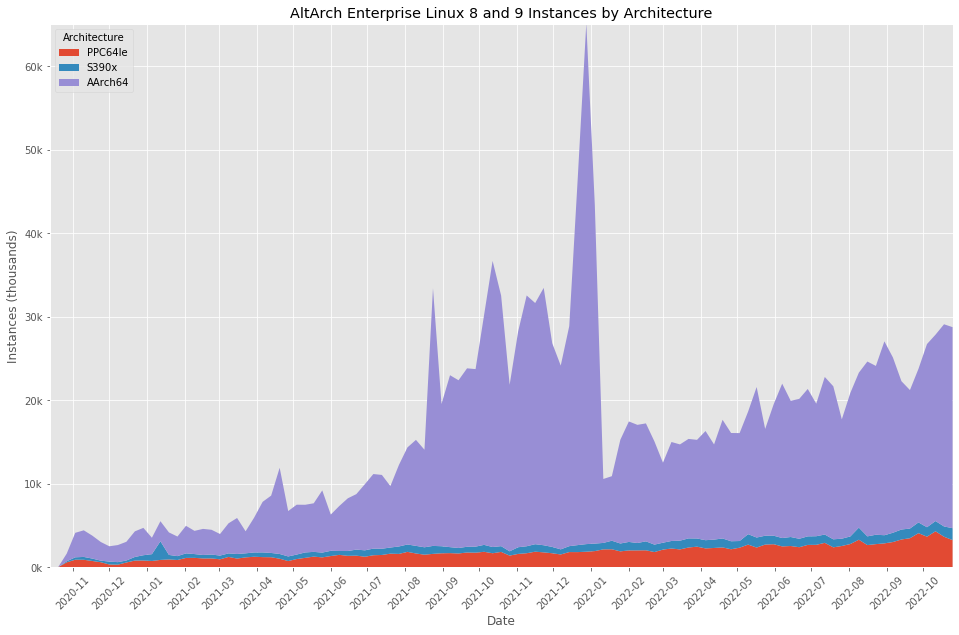 AltArch Enterprise Linux 8 and 9 Instances by Architecture
Architecture
PPC64le
S390x
AArch64
60k
50k
40k
30k
20k
10k
0k
Instances (thousands)
2020-11
2020-12
2021-01
2021-02
2021-03
2021-04
2021-05
2021-06
2021-07
2021-08
2021-09
2021-10
2021-11
2021-12
2022-01
2022-02
2022-03
2022-04
2022-05
2022-06
2022-07
2022-08
2022-09
2022-10
Date